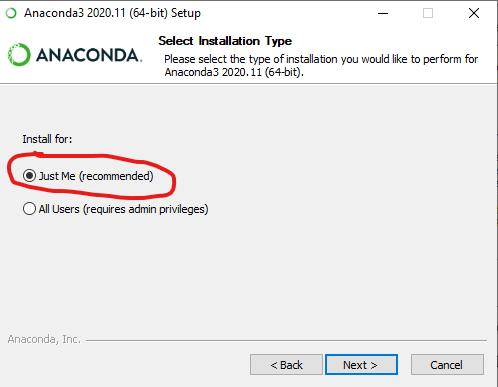 Anaconda3 2020.11 (64-bit) Setup
ANACONDA.
Select Installation Type
Please select the type of installation you would like to perform for
Anaconda3 2020.11 (64-bit).
Install for:
Just Me (recommended)
All Users (requires admin privileges)
Anaconda, Inc.
< Back
Next >
Cancel